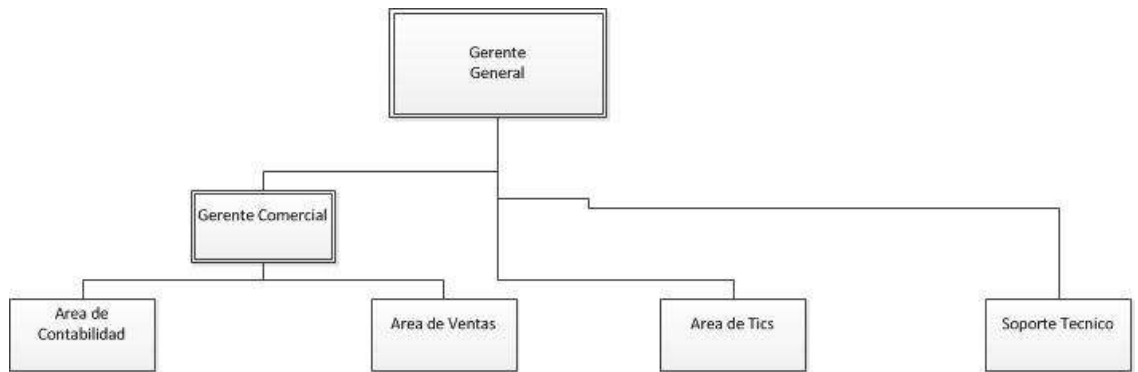 Gerente
General
Gerente Comercial
Area de
Contabilidad
Area de Ventas
Area de Tics
Soporte Tecnico